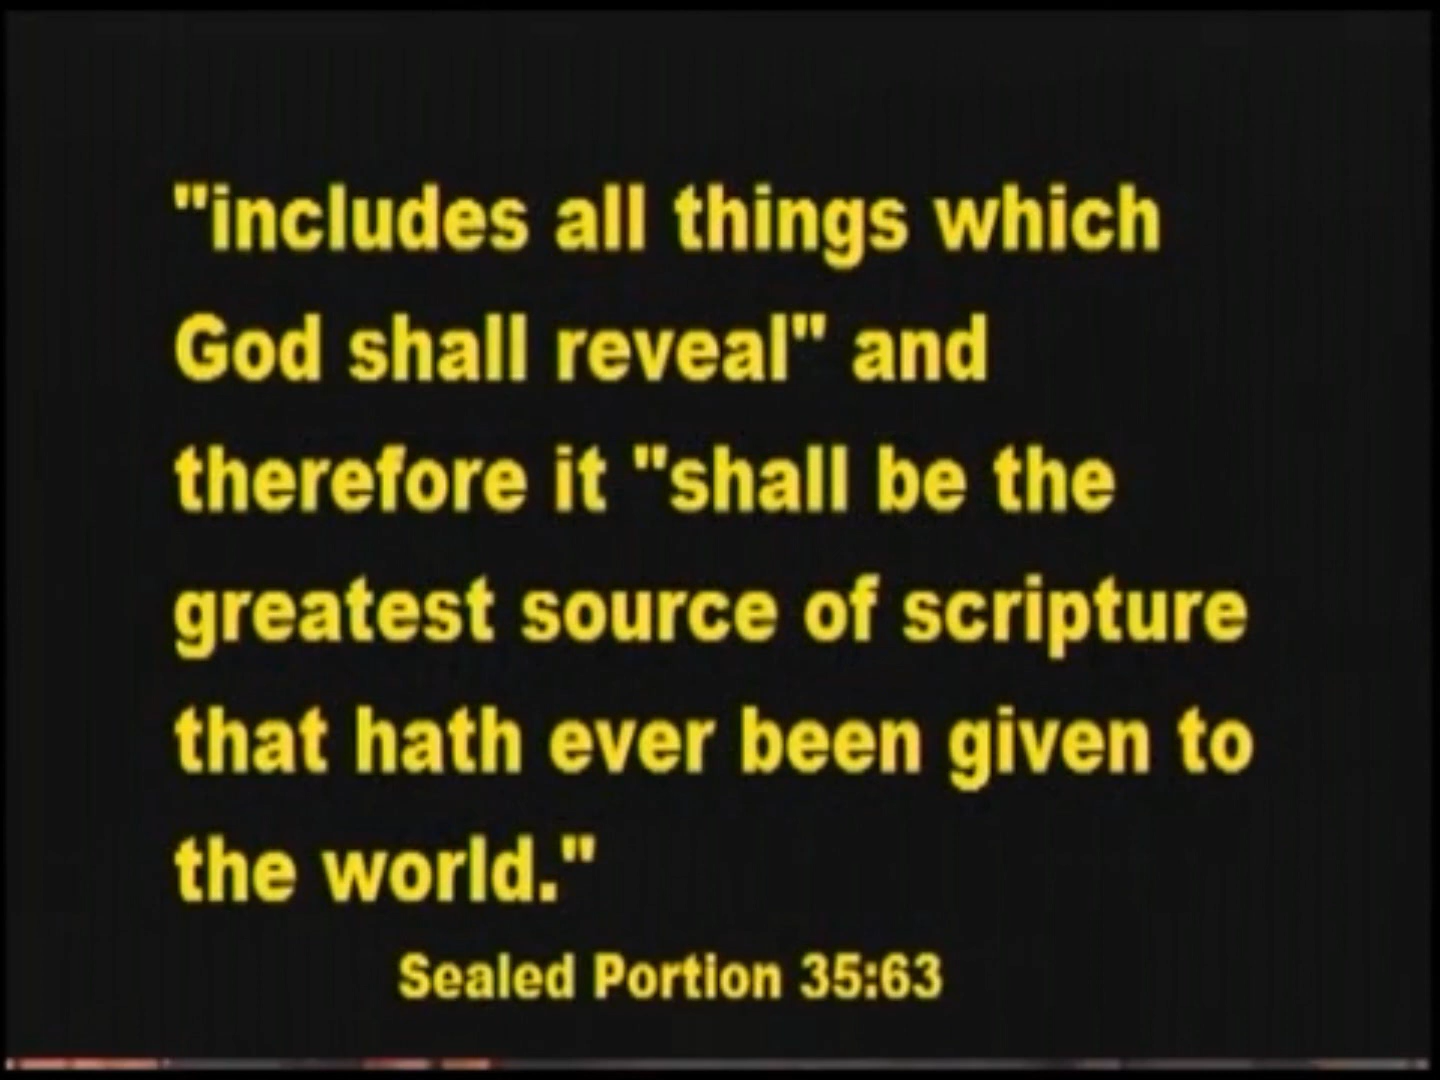 "includes all things which
God shall reveal" and
therefore it "shall be the
greatest source of scripture
that hath ever been given to
the world."
Sealed Portion 35:63